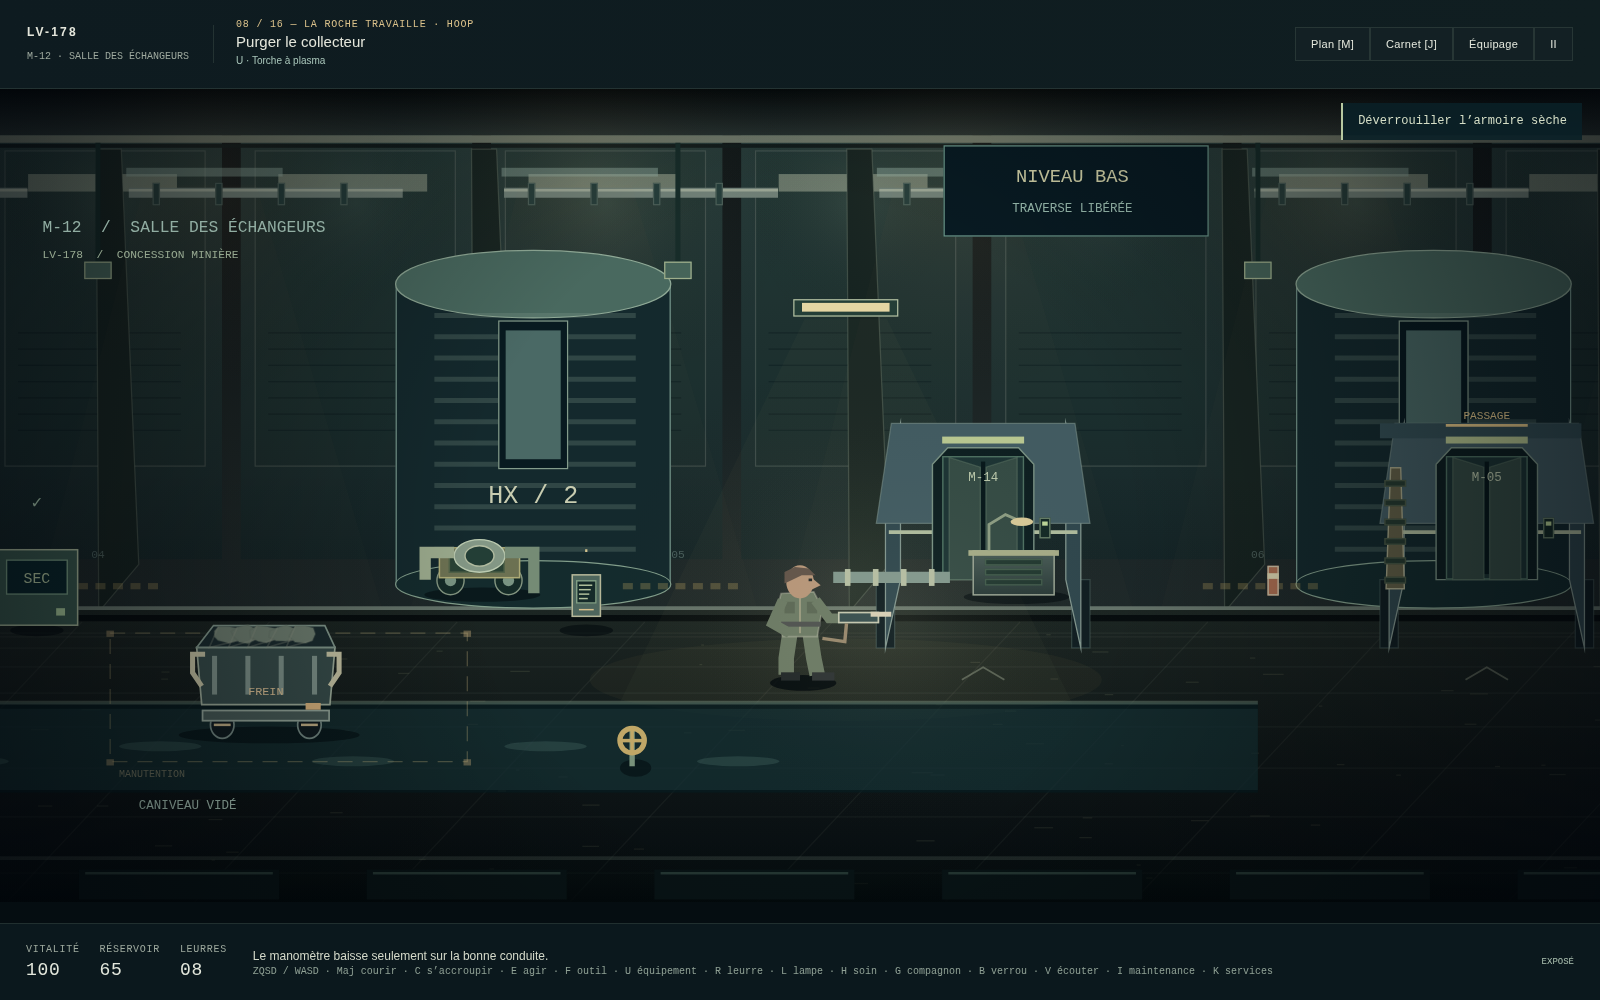 LV-178
M-12 · SALLE DES ÉCHANGEURS
08 / 16 — LA ROCHE TRAVAILLE · HOOP
Purger le collecteur
U · Torche à plasma
Plan [M]
Carnet [J]
Équipage
II
Déverrouiller l’armoire sèche
NIVEAU BAS
TRAVERSE LIBÉRÉE
M-12 / SALLE DES ÉCHANGEURS
LV-178 / CONCESSION MINIÈRE
PASSAGE
M-14
M-05
HX / 2
✓
04
05
06
SEC
FREIN
MANUTENTION
CANIVEAU VIDÉ
VITALITÉ
100
RÉSERVOIR
65
LEURRES
08
Le manomètre baisse seulement sur la bonne conduite.
ZQSD / WASD · Maj courir · C s’accroupir · E agir · F outil · U équipement · R leurre · L lampe · H soin · G compagnon · B verrou · V écouter · I maintenance · K services
EXPOSÉ